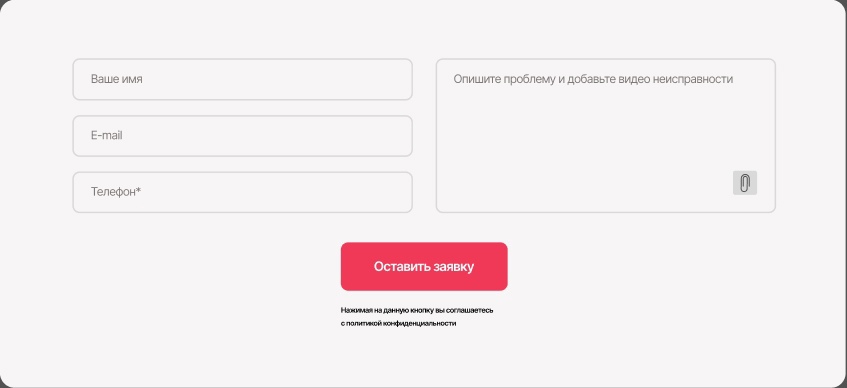 Ваше имя
Опишите проблему и добавьте видео неисправности
E-mail
Телефон*
Оставить заявку
Нажимая на данную кнопку вы соглашаетесь
с политикой конфиденциальности